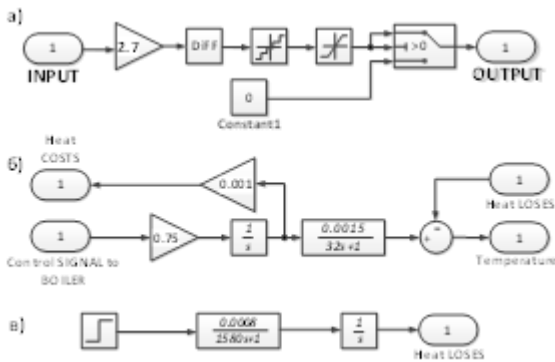 а)
1
INPUT
2.7
DIFF
>0
1
OUTPUT
0
Constant1
б)
Heat
COSTS
1
0.001
1
Heat LOSES
1
Control SIGNAL to
BOILER
0.75
1
s
0.0015
32s+1
+
−
1
Temperature
в)
0.0068
1580s+1
1
s
1
Heat LOSES